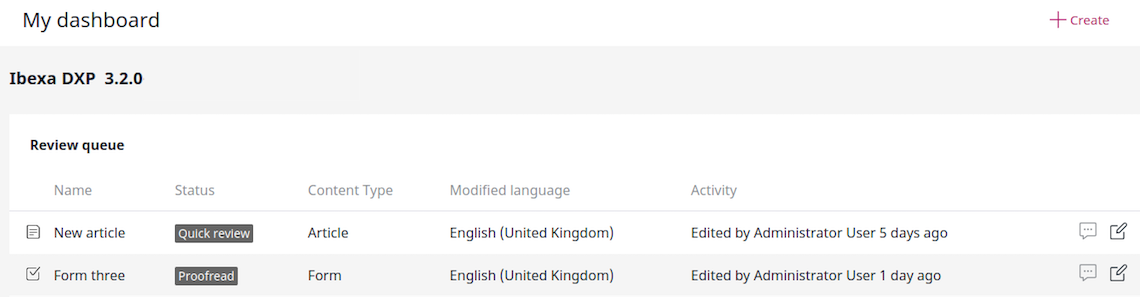 My dashboard
Create
Ibexa DXP 3.2.0
Review queue
Name Status Content Type Modified language Activity
New article Quick review Article English (United Kingdom) Edited by Administrator User 5 days ago
Form three Proofread Form English (United Kingdom) Edited by Administrator User 1 day ago